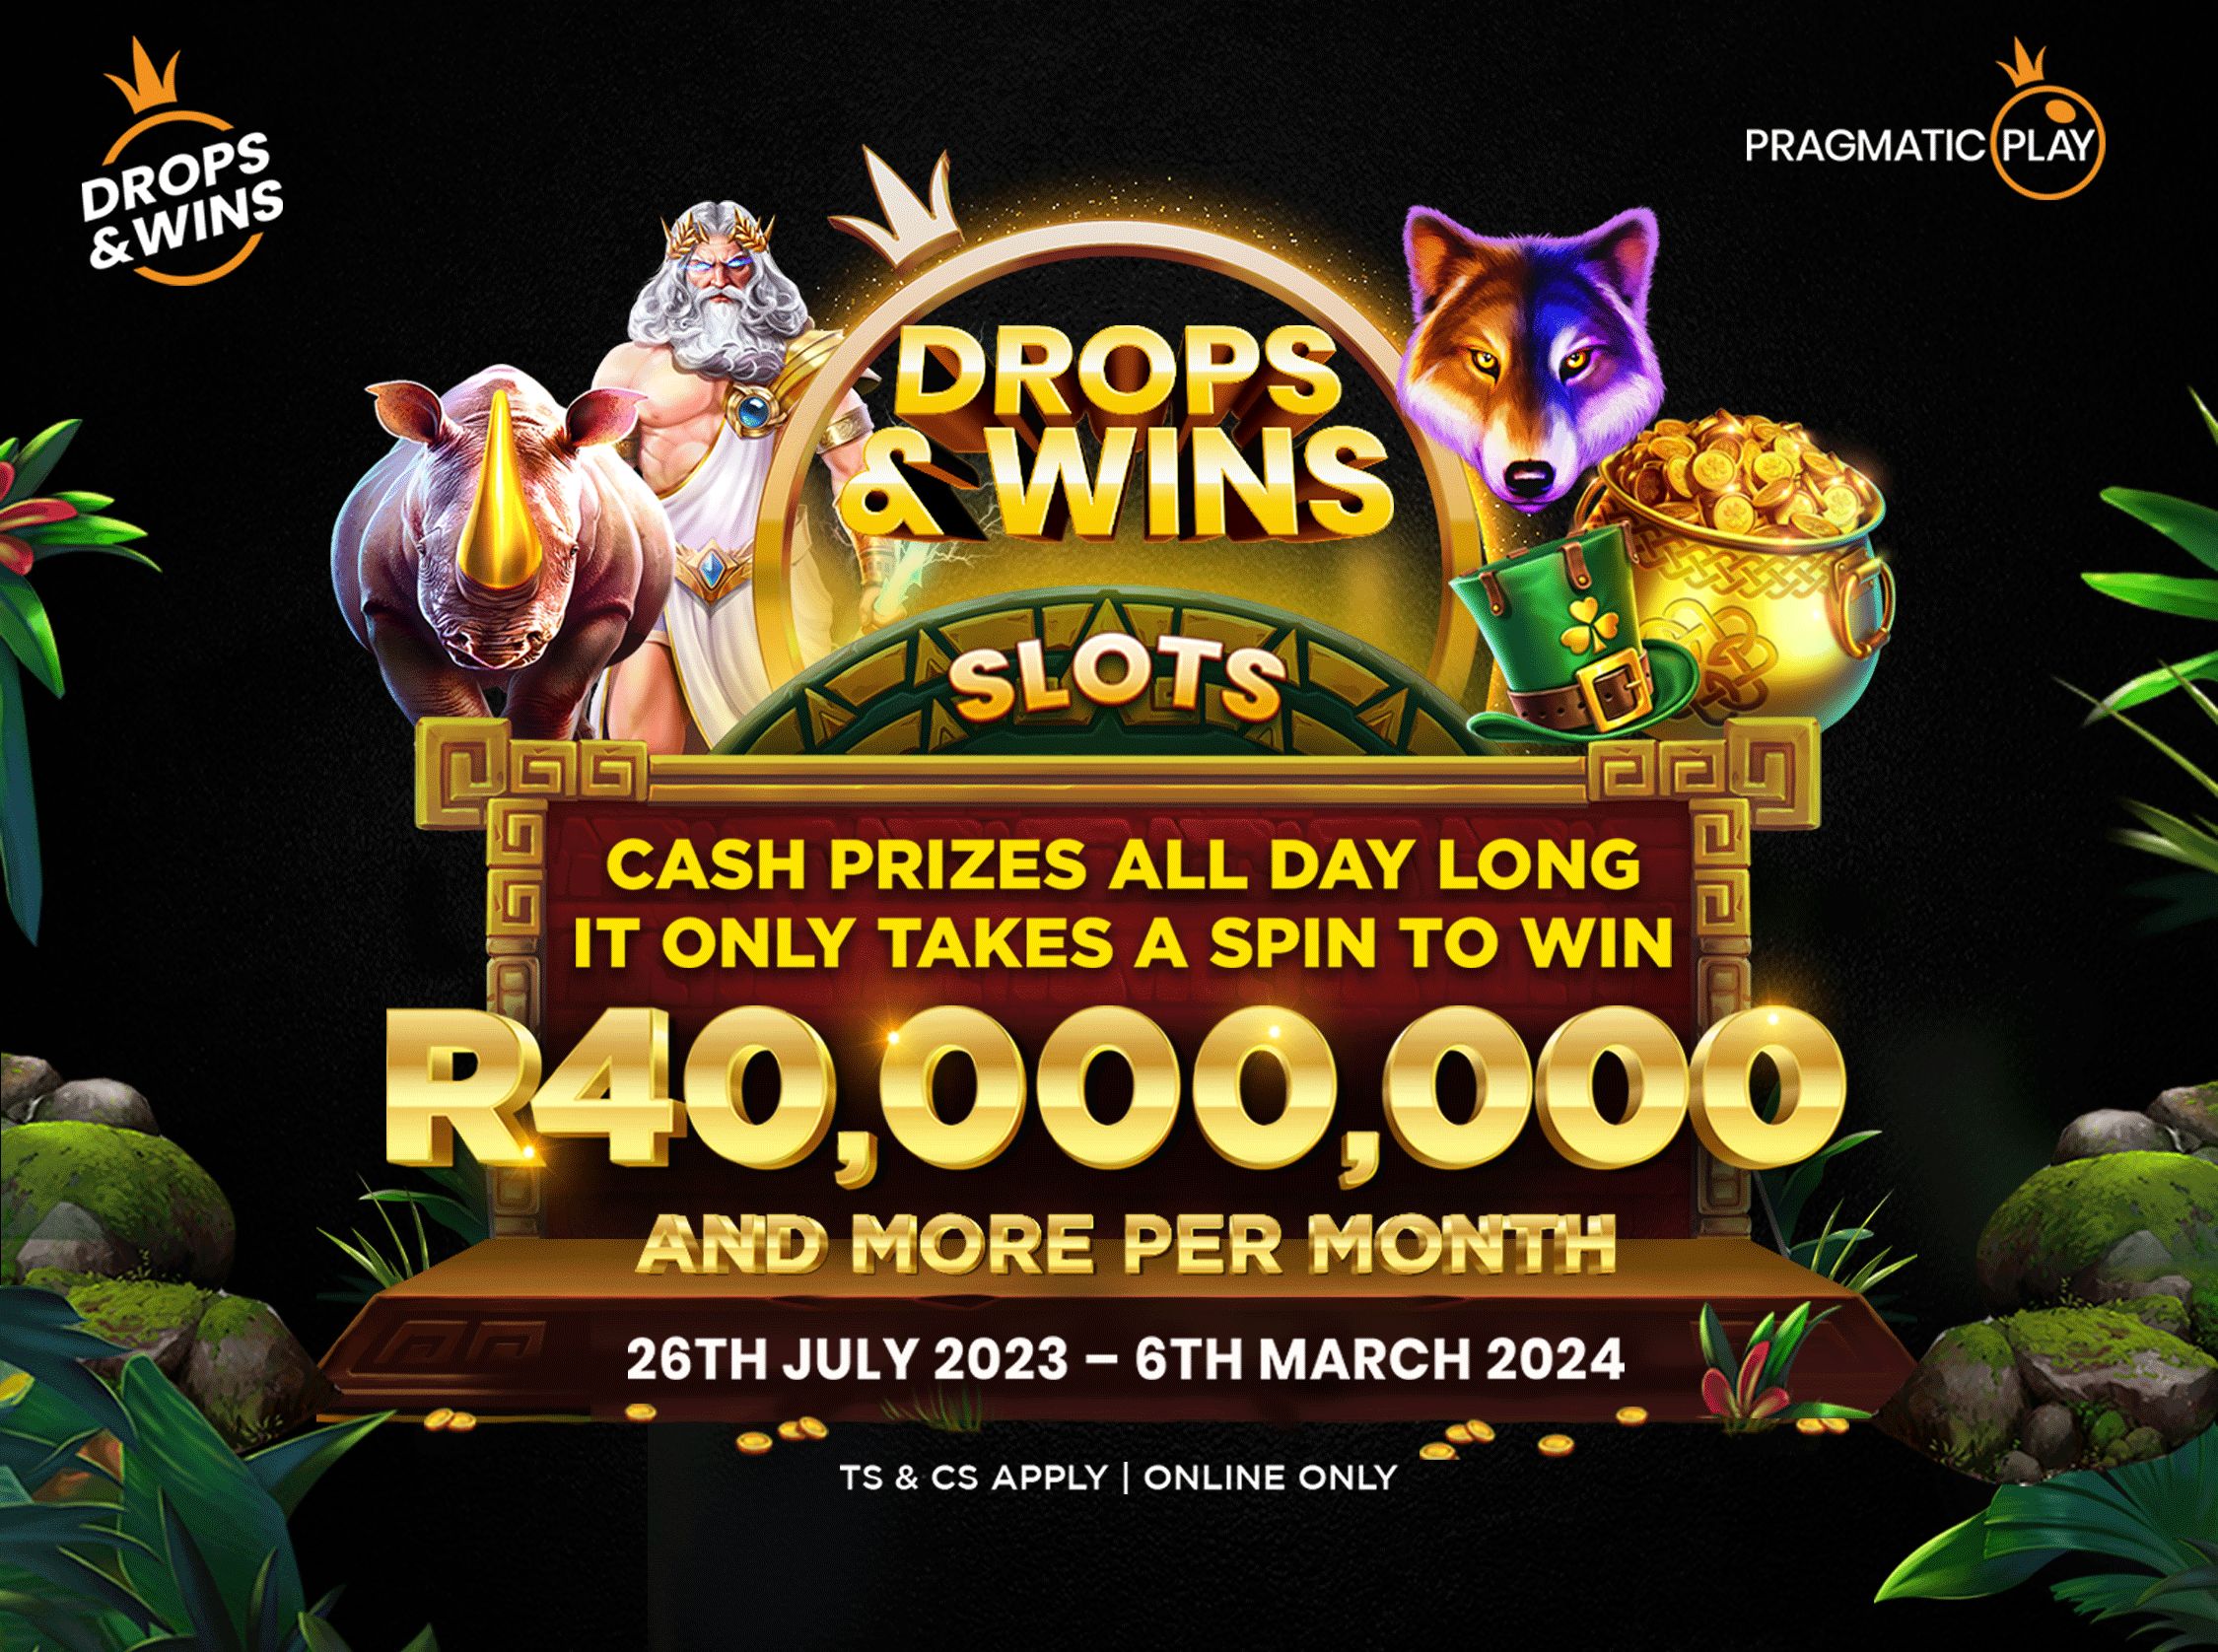 DROPS
& WINS
PRAGMATIC PLAY
DROPS
& WINS
SLOTS
CASH PRIZES ALL DAY LONG
IT ONLY TAKES A SPIN TO WIN
R40,000,000
AND MORE PER MONTH
26TH JULY 2023 – 6TH MARCH 2024
TS & CS APPLY | ONLINE ONLY